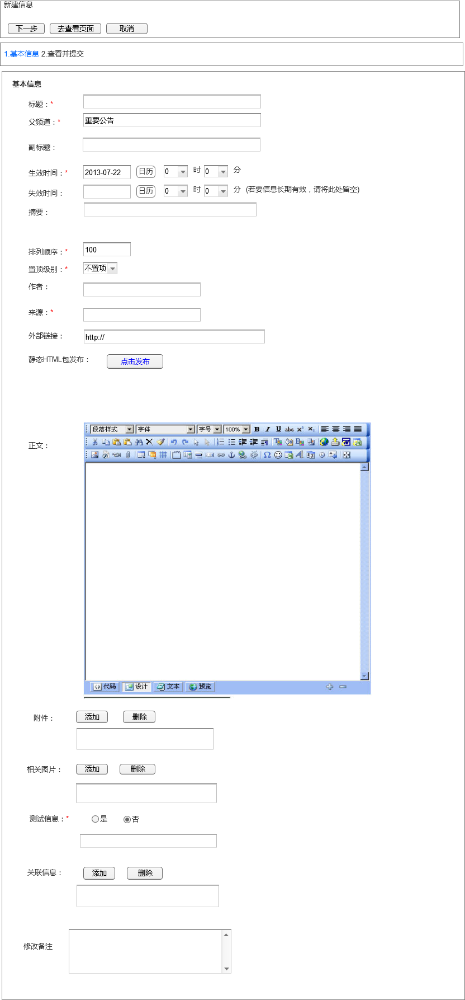 新建信息
下一步 去查看页面 取消
1.基本信息 2.查看并提交
基本信息
标题：*
父频道：* 重要公告
副标题：
生效时间：* 2013-07-22 日历 0 时 0 分
失效时间： 日历 0 时 0 分 (若要信息长期有效，请将此处留空)
摘要：
排列顺序：* 100
置顶级别：* 不置项
作者：
来源：*
外部链接： http://
静态HTML包发布： 点击发布
正文：
段落样式 字体 字号 100% B I U abc x² x₂
代码 设计 文本 预览
附件： 添加 删除
相关图片： 添加 删除
测试信息：* 是 否
关联信息： 添加 删除
修改备注